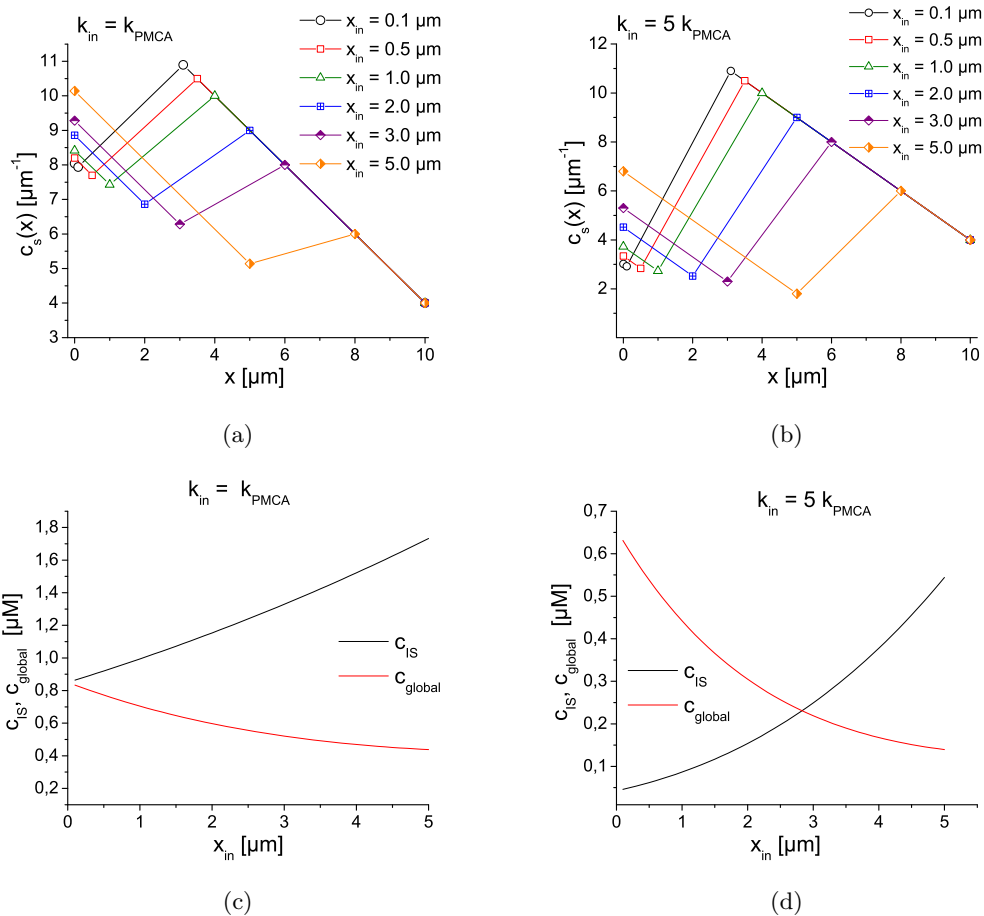 k_in = k_PMCA
x_in = 0.1 µm
x_in = 0.5 µm
x_in = 1.0 µm
x_in = 2.0 µm
x_in = 3.0 µm
x_in = 5.0 µm
11
10
9
8
7
6
5
4
3
c_s(x) [µm^-1]
0 2 4 6 8 10
x [µm]
(a)
k_in = 5 k_PMCA
x_in = 0.1 µm
x_in = 0.5 µm
x_in = 1.0 µm
x_in = 2.0 µm
x_in = 3.0 µm
x_in = 5.0 µm
12
10
8
6
4
2
c_s(x) [µm^-1]
0 2 4 6 8 10
x [µm]
(b)
k_in = k_PMCA
1,8
1,6
1,4
1,2
1,0
0,8
0,6
0,4
0,2
c_IS, c_global [µM]
c_IS
c_global
0 1 2 3 4 5
x_in [µm]
(c)
k_in = 5 k_PMCA
0,7
0,6
0,5
0,4
0,3
0,2
0,1
c_IS, c_global [µM]
c_IS
c_global
0 1 2 3 4 5
x_in [µm]
(d)